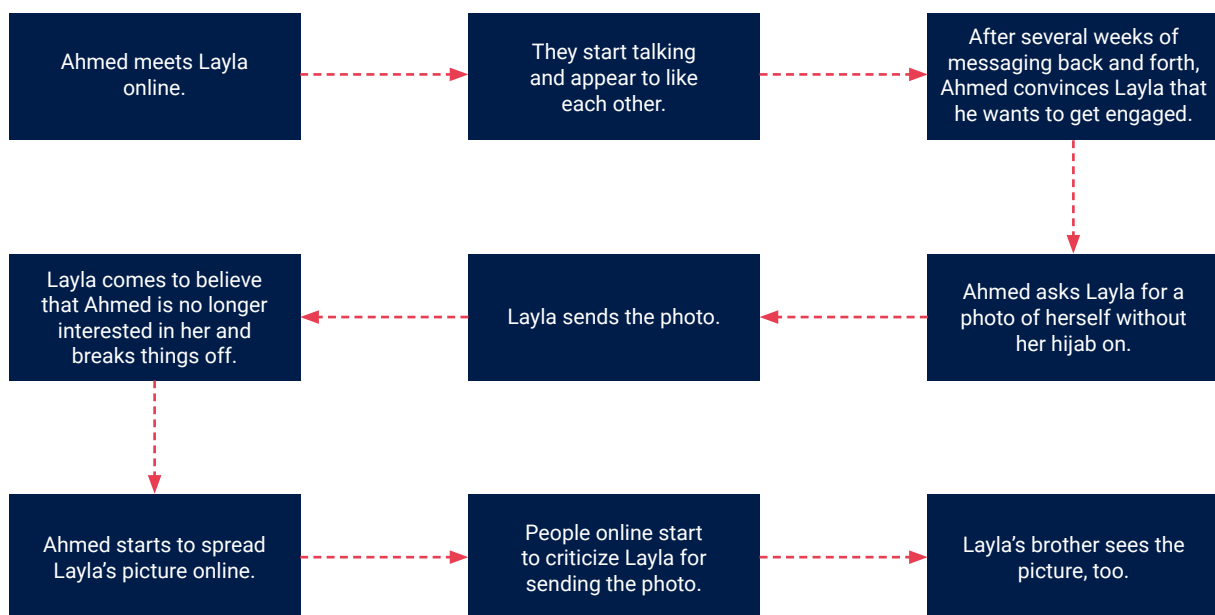 Ahmed meets Layla
online.
They start talking
and appear to like
each other.
After several weeks of
messaging back and forth,
Ahmed convinces Layla that
he wants to get engaged.
Ahmed asks Layla for a
photo of herself without
her hijab on.
Layla sends the photo.
Layla comes to believe
that Ahmed is no longer
interested in her and
breaks things off.
Ahmed starts to spread
Layla’s picture online.
People online start
to criticize Layla for
sending the photo.
Layla’s brother sees the
picture, too.